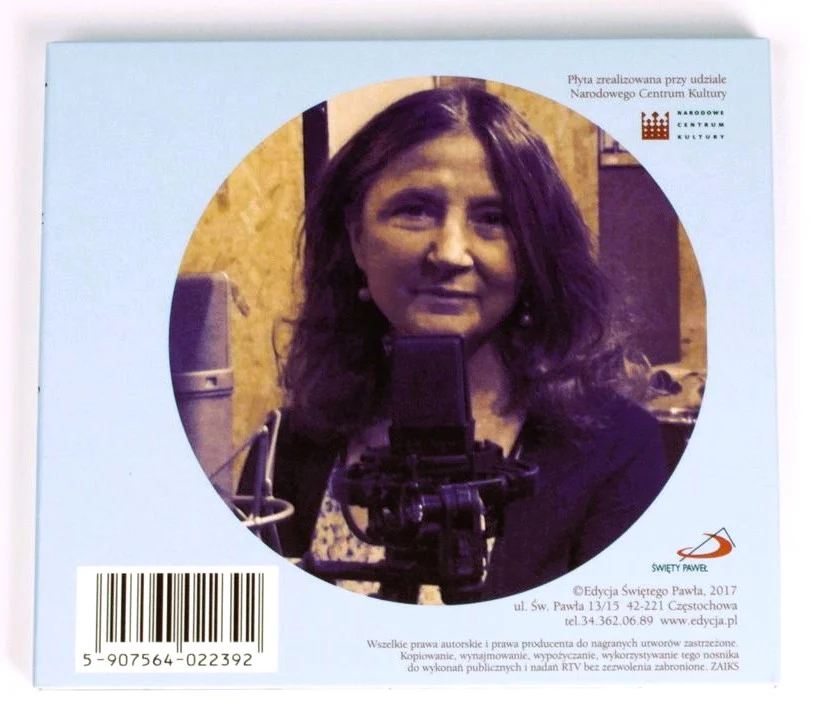 Płyta zrealizowana przy udziale
Narodowego Centrum Kultury
NARODOWE
CENTRUM
KULTURY
ŚWIĘTY PAWEŁ
©Edycja Świętego Pawła, 2017
ul. Św. Pawła 13/15 42-221 Częstochowa
tel.34.362.06.89 www.edycja.pl
Wszelkie prawa autorskie i prawa producenta do nagranych utworów zastrzeżone.
Kopiowanie, wynajmowanie, wypożyczanie, wykorzystywanie tego nośnika
do wykonań publicznych i nadań RTV bez zezwolenia zabronione. ZAIKS
5-907564-022392